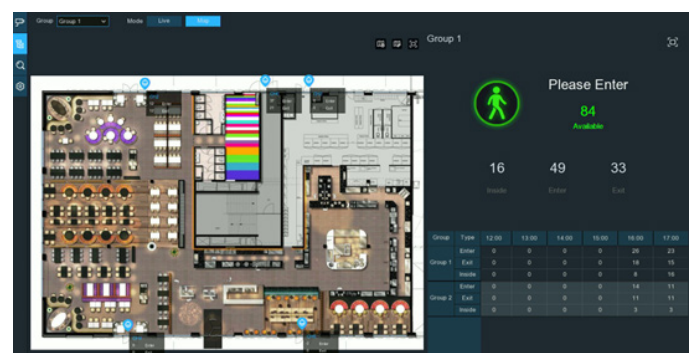 Group Group 1 Mode Live Map
Group 1
Please Enter
84
Available
16 49 33
Inside Enter Exit
Group Type 12:00 13:00 14:00 15:00 16:00 17:00
Enter 0 0 0 0 26 23
Group 1 Exit 0 0 0 0 18 15
Inside 0 0 0 0 8 16
Enter 0 0 0 0 14 11
Group 2 Exit 0 0 0 0 11 11
Inside 0 0 0 0 3 3